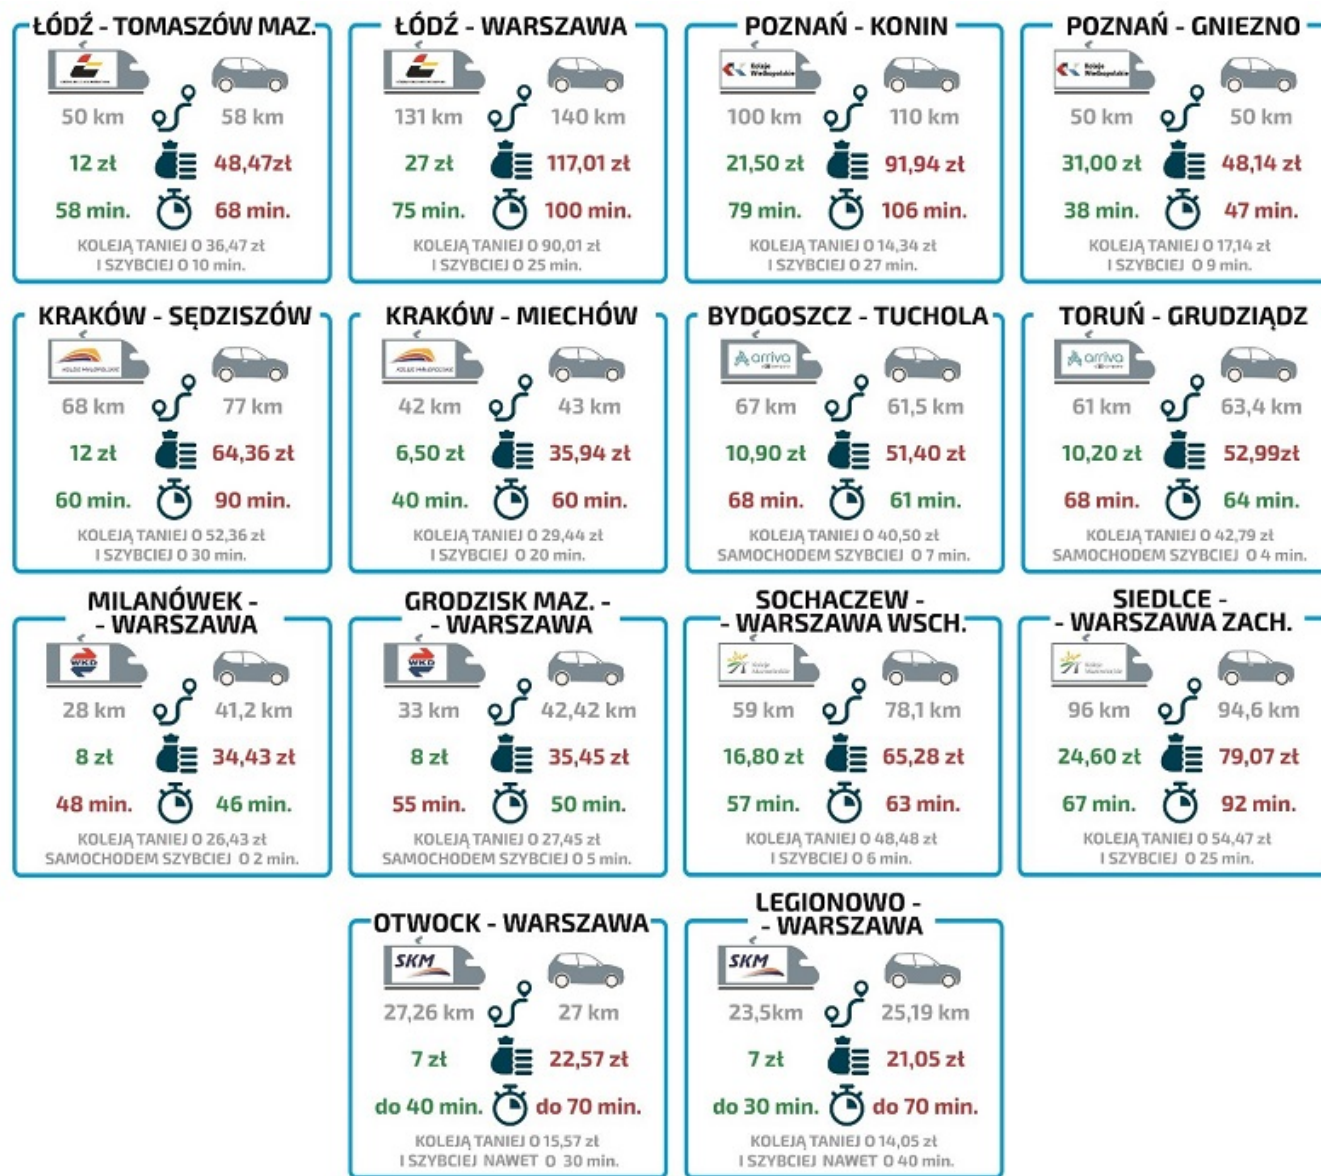 ŁÓDŹ - TOMASZÓW MAZ.
50 km 58 km
12 zł 48,47zł
58 min. 68 min.
KOLEJĄ TANIEJ O 36,47 zł
I SZYBCIEJ O 10 min.
ŁÓDŹ - WARSZAWA
131 km 140 km
27 zł 117,01 zł
75 min. 100 min.
KOLEJĄ TANIEJ O 90,01 zł
I SZYBCIEJ O 25 min.
POZNAŃ - KONIN
Koleje
Wielkopolskie
100 km 110 km
21,50 zł 91,94 zł
79 min. 106 min.
KOLEJĄ TANIEJ O 14,34 zł
I SZYBCIEJ O 27 min.
POZNAŃ - GNIEZNO
Koleje
Wielkopolskie
50 km 50 km
31,00 zł 48,14 zł
38 min. 47 min.
KOLEJĄ TANIEJ O 17,14 zł
I SZYBCIEJ O 9 min.
KRAKÓW - SĘDZISZÓW
KOLEJE MAŁOPOLSKIE
68 km 77 km
12 zł 64,36 zł
60 min. 90 min.
KOLEJĄ TANIEJ O 52,36 zł
I SZYBCIEJ O 30 min.
KRAKÓW - MIECHÓW
KOLEJE MAŁOPOLSKIE
42 km 43 km
6,50 zł 35,94 zł
40 min. 60 min.
KOLEJĄ TANIEJ O 29,44 zł
I SZYBCIEJ O 20 min.
BYDGOSZCZ - TUCHOLA
arriva
67 km 61,5 km
10,90 zł 51,40 zł
68 min. 61 min.
KOLEJĄ TANIEJ O 40,50 zł
SAMOCHODEM SZYBCIEJ O 7 min.
TORUŃ - GRUDZIĄDZ
arriva
61 km 63,4 km
10,20 zł 52,99zł
68 min. 64 min.
KOLEJĄ TANIEJ O 42,79 zł
SAMOCHODEM SZYBCIEJ O 4 min.
MILANÓWEK -
- WARSZAWA
WKD
28 km 41,2 km
8 zł 34,43 zł
48 min. 46 min.
KOLEJĄ TANIEJ O 26,43 zł
SAMOCHODEM SZYBCIEJ O 2 min.
GRODZISK MAZ. -
- WARSZAWA
WKD
33 km 42,42 km
8 zł 35,45 zł
55 min. 50 min.
KOLEJĄ TANIEJ O 27,45 zł
SAMOCHODEM SZYBCIEJ O 5 min.
SOCHACZEW -
- WARSZAWA WSCH.
Koleje
Mazowieckie
59 km 78,1 km
16,80 zł 65,28 zł
57 min. 63 min.
KOLEJĄ TANIEJ O 48,48 zł
I SZYBCIEJ O 6 min.
SIEDLCE -
- WARSZAWA ZACH.
Koleje
Mazowieckie
96 km 94,6 km
24,60 zł 79,07 zł
67 min. 92 min.
KOLEJĄ TANIEJ O 54,47 zł
I SZYBCIEJ O 25 min.
OTWOCK - WARSZAWA
SKM
27,26 km 27 km
7 zł 22,57 zł
do 40 min. do 70 min.
KOLEJĄ TANIEJ O 15,57 zł
I SZYBCIEJ NAWET O 30 min.
LEGIONOWO -
- WARSZAWA
SKM
23,5km 25,19 km
7 zł 21,05 zł
do 30 min. do 70 min.
KOLEJĄ TANIEJ O 14,05 zł
I SZYBCIEJ NAWET O 40 min.